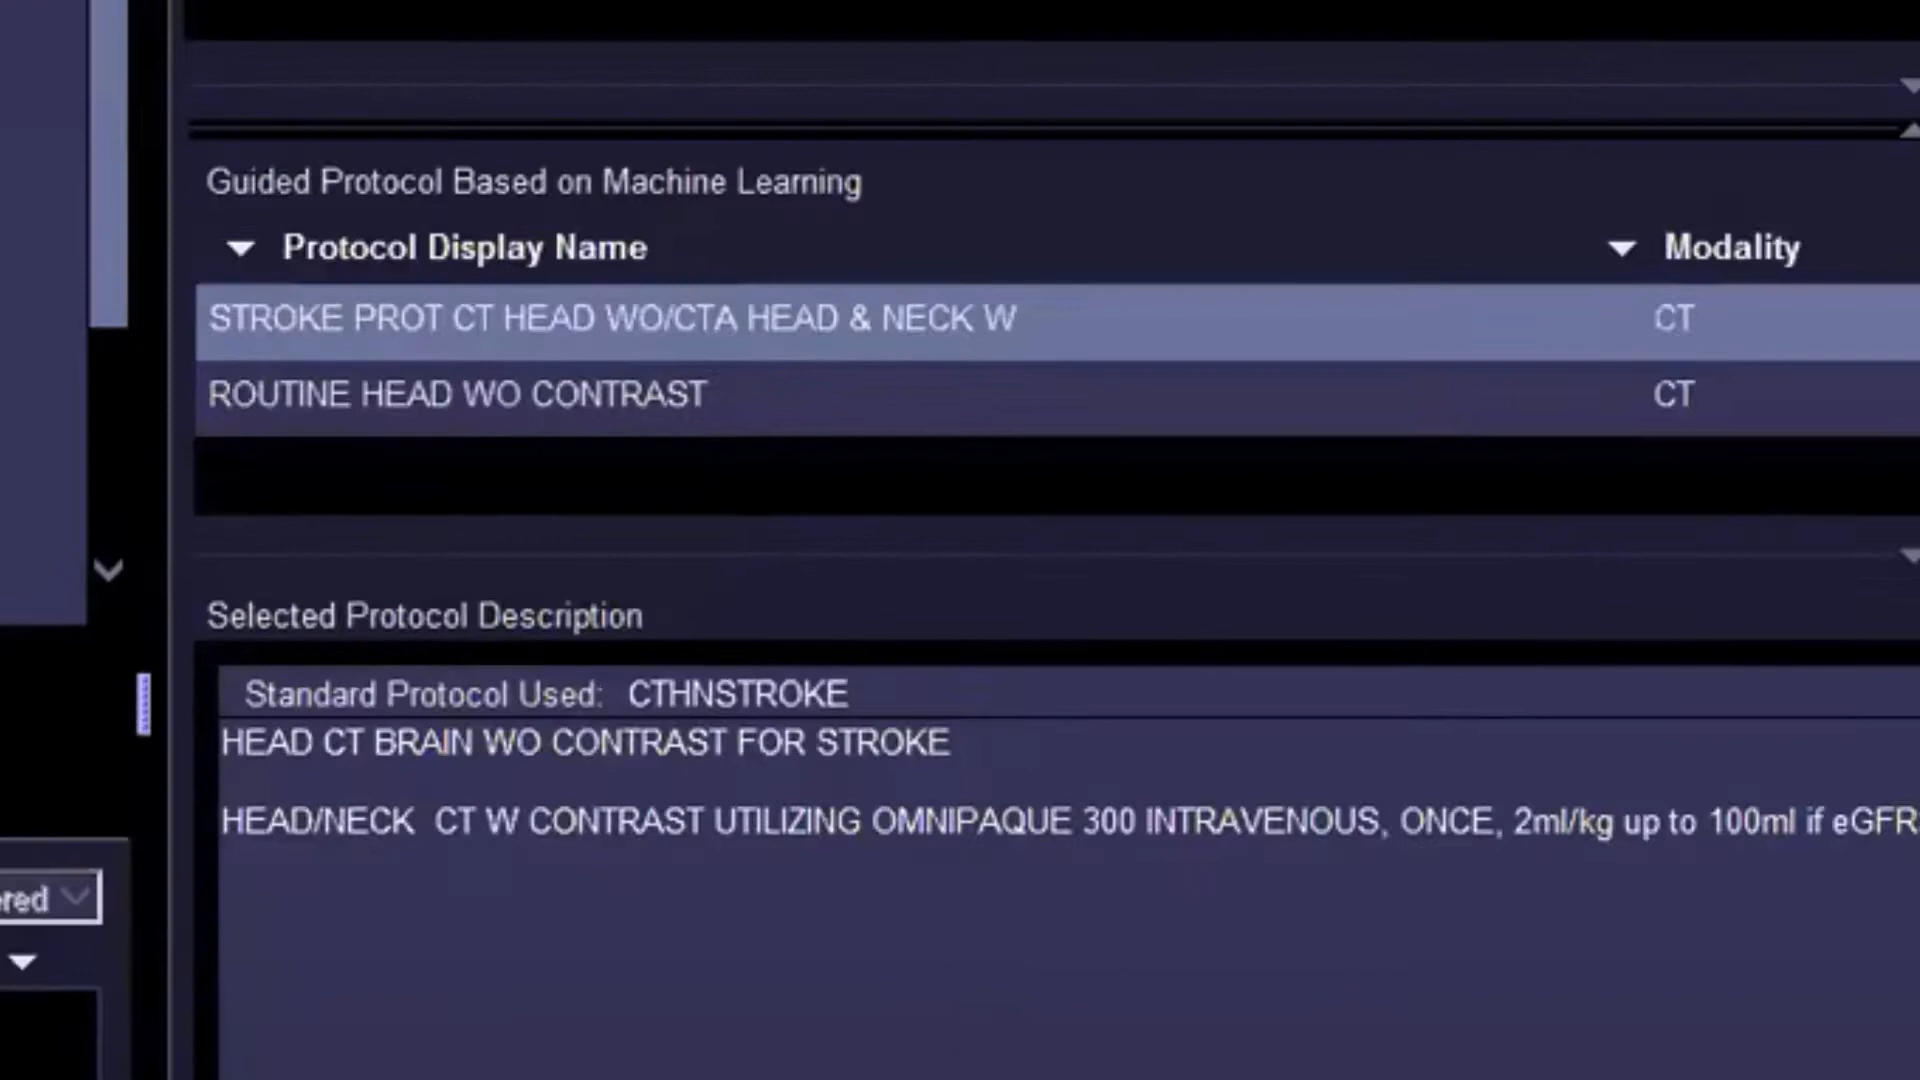 Guided Protocol Based on Machine Learning
Protocol Display Name Modality
STROKE PROT CT HEAD WO/CTA HEAD & NECK W CT
ROUTINE HEAD WO CONTRAST CT
Selected Protocol Description
Standard Protocol Used: CTHNSTROKE
HEAD CT BRAIN WO CONTRAST FOR STROKE
HEAD/NECK CT W CONTRAST UTILIZING OMNIPAQUE 300 INTRAVENOUS, ONCE, 2ml/kg up to 100ml if eGFR